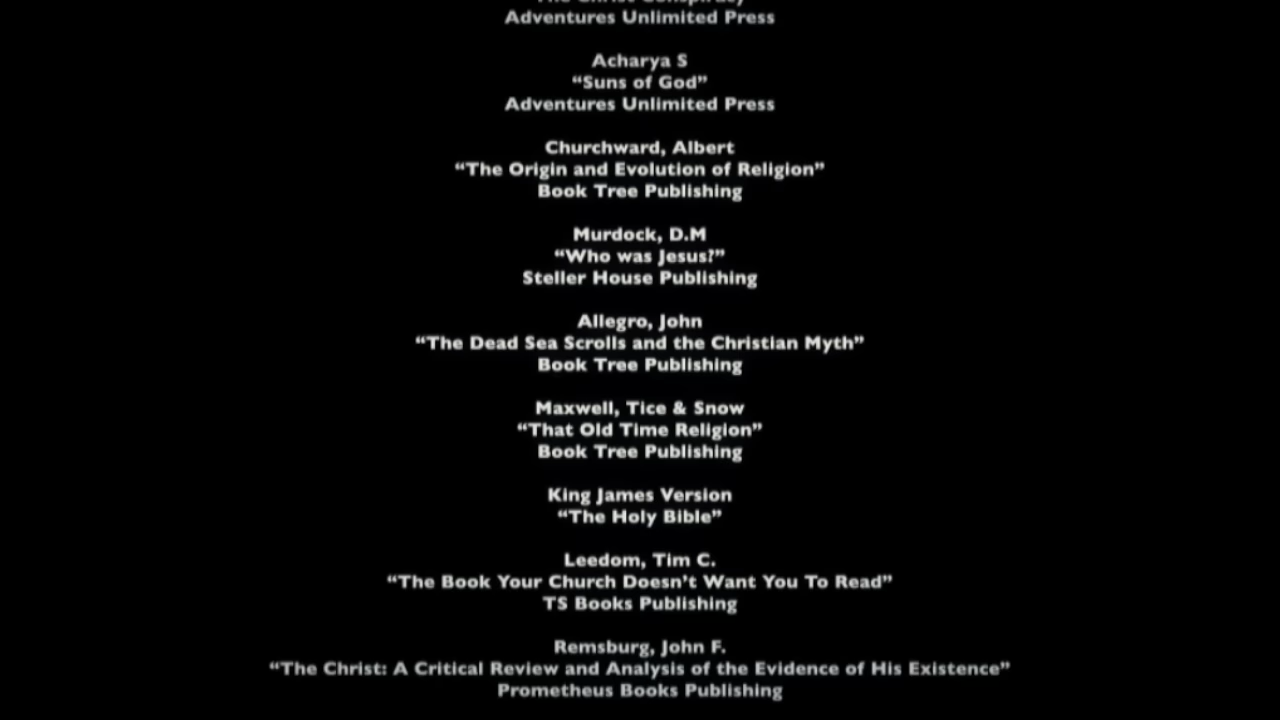 The Christ Conspiracy
Adventures Unlimited Press
Acharya S
“Suns of God”
Adventures Unlimited Press
Churchward, Albert
“The Origin and Evolution of Religion”
Book Tree Publishing
Murdock, D.M
“Who was Jesus?”
Steller House Publishing
Allegro, John
“The Dead Sea Scrolls and the Christian Myth”
Book Tree Publishing
Maxwell, Tice & Snow
“That Old Time Religion”
Book Tree Publishing
King James Version
“The Holy Bible”
Leedom, Tim C.
“The Book Your Church Doesn’t Want You To Read”
TS Books Publishing
Remsburg, John F.
“The Christ: A Critical Review and Analysis of the Evidence of His Existence”
Prometheus Books Publishing